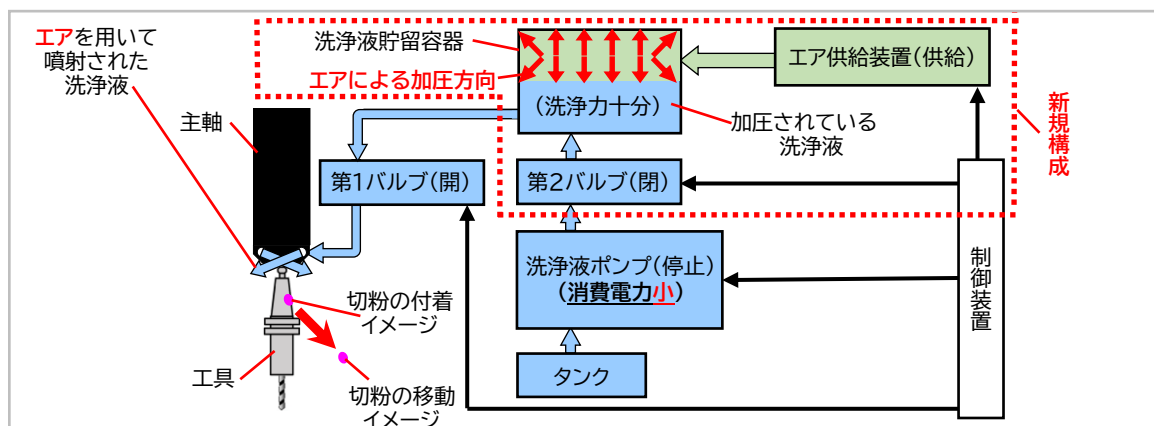 エアを用いて
噴射された
洗浄液
洗浄液貯留容器
エアによる加圧方向
(洗浄力十分)
エア供給装置(供給)
加圧されている
洗浄液
新規構成
主軸
第1バルブ(開)
第2バルブ(閉)
洗浄液ポンプ(停止)
(消費電力小)
制御装置
切粉の付着
イメージ
工具
切粉の移動
イメージ
タンク